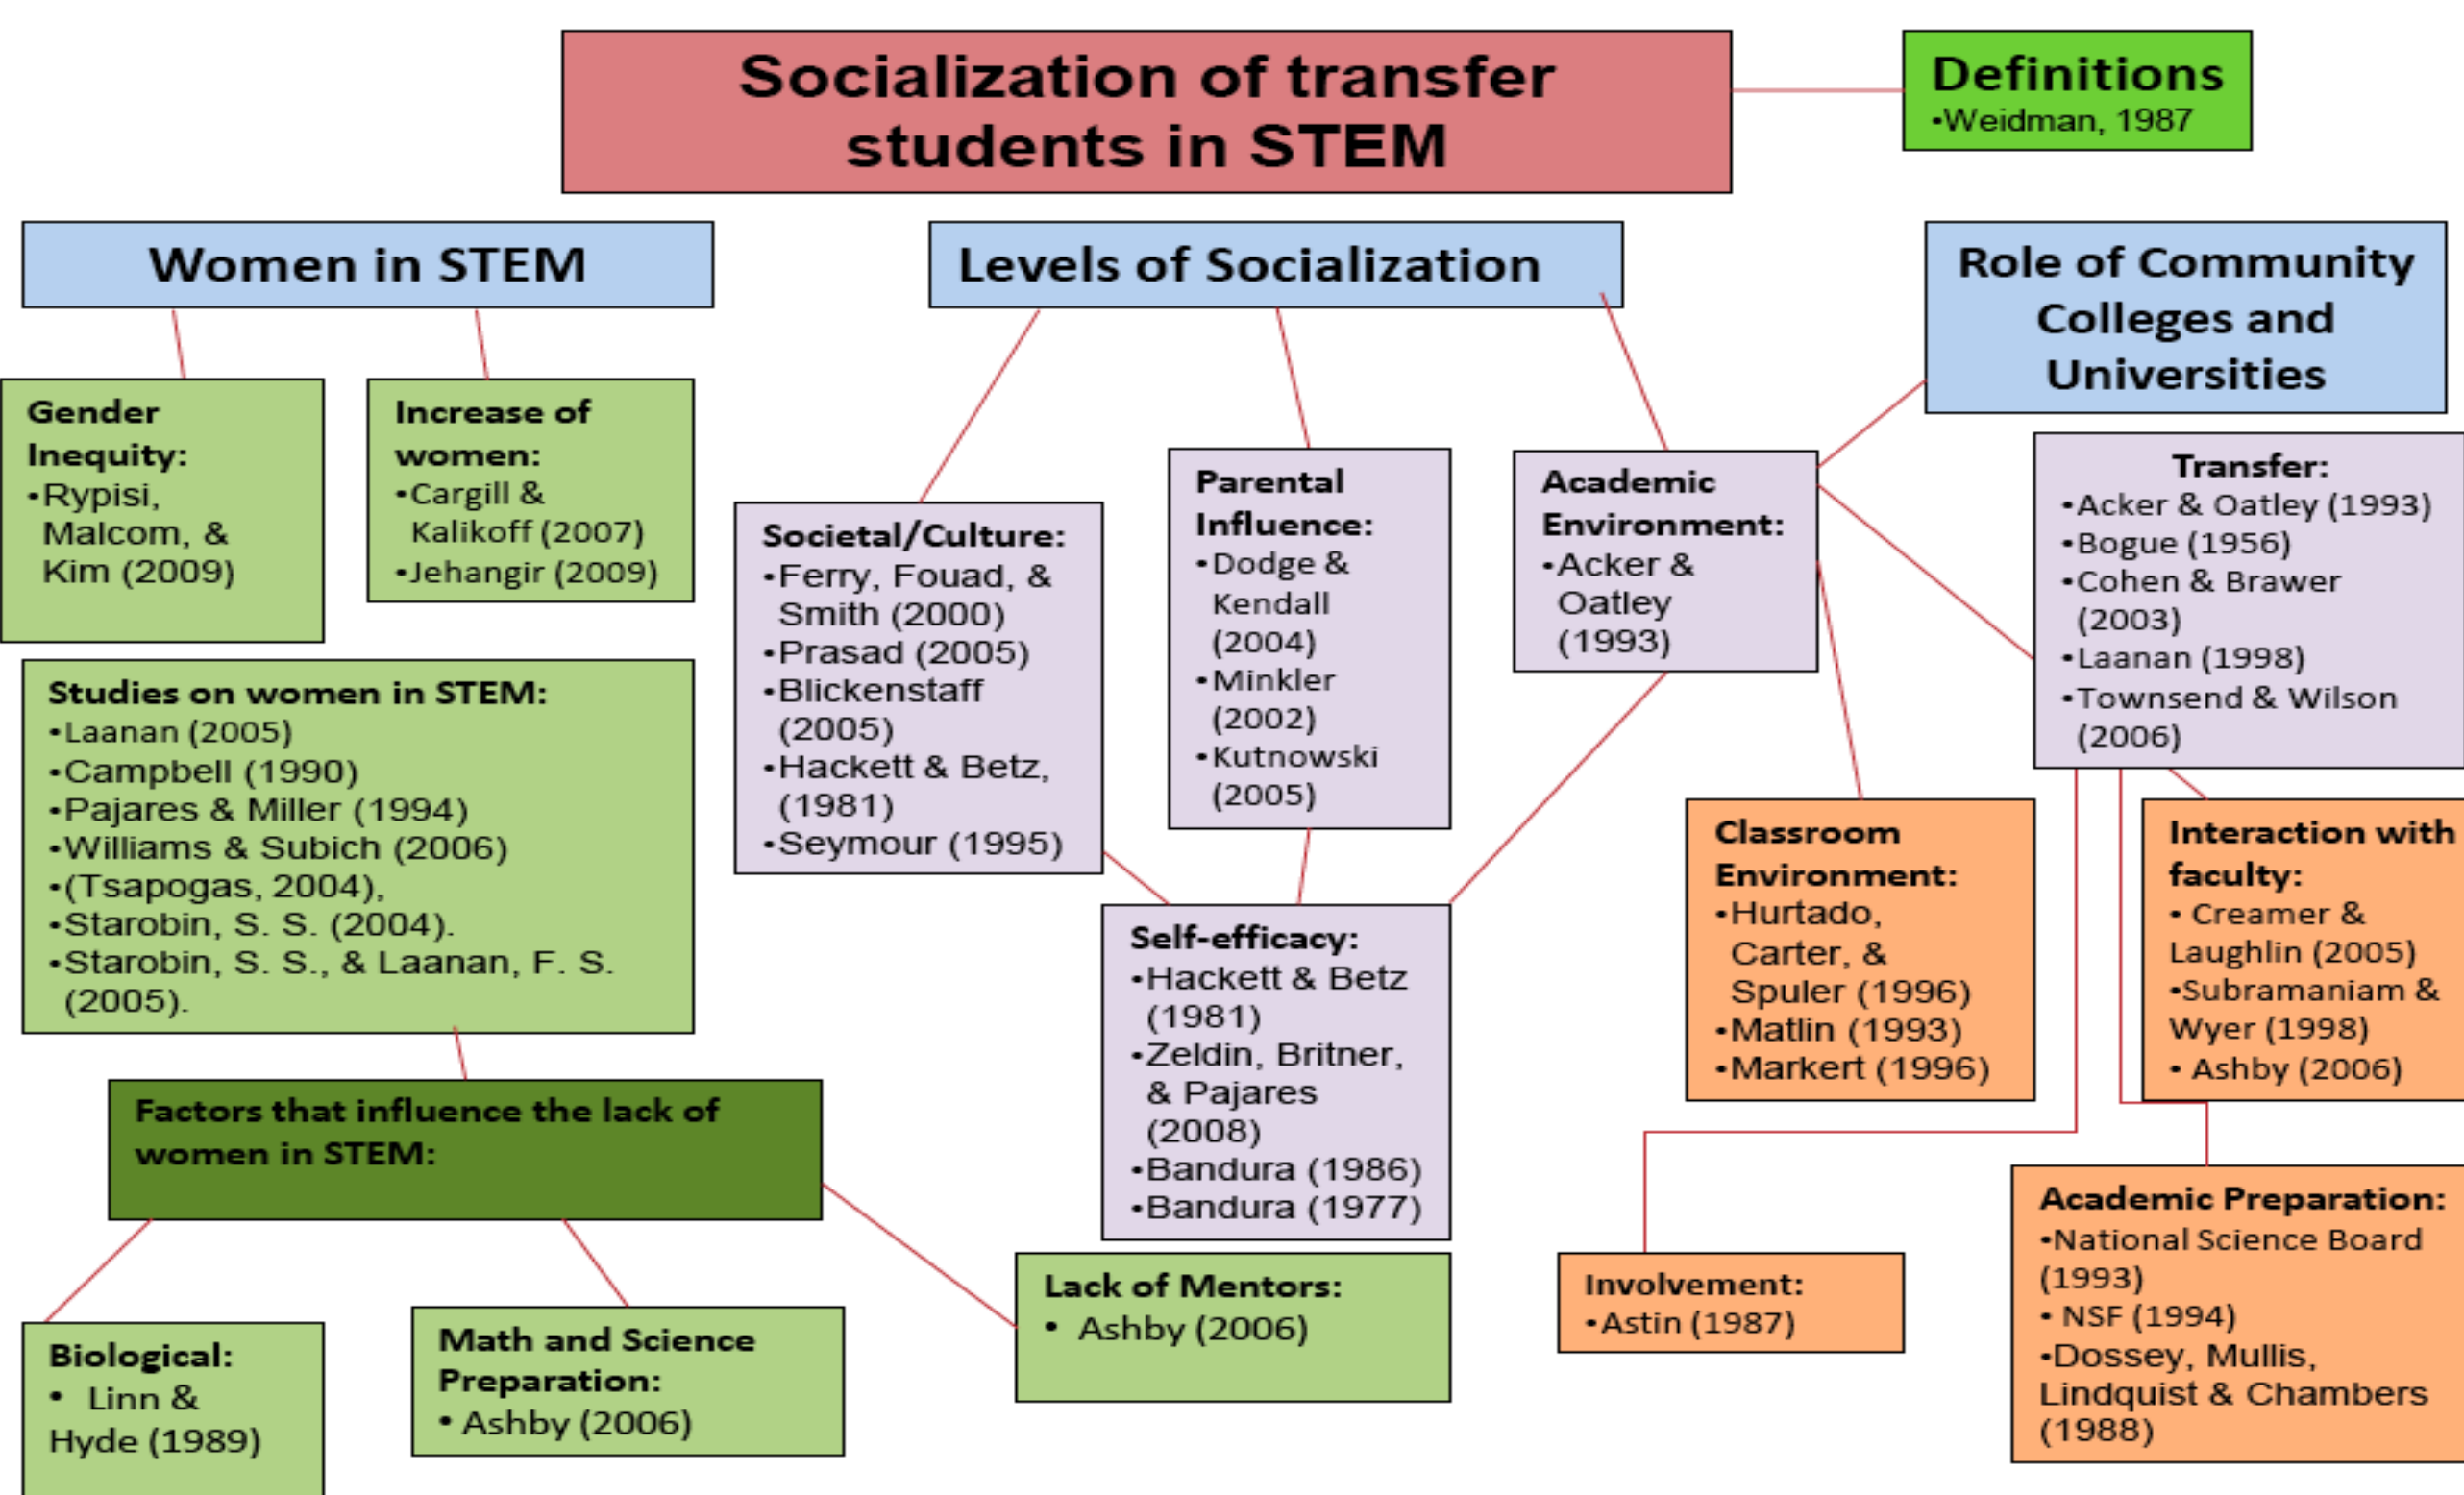 Socialization of transfer
students in STEM
Definitions
•Weidman, 1987
Women in STEM
Levels of Socialization
Role of Community
Colleges and
Universities
Gender
Inequity:
•Rypisi,
Malcom, &
Kim (2009)
Increase of
women:
•Cargill &
Kalikoff (2007)
•Jehangir (2009)
Studies on women in STEM:
•Laanan (2005)
•Campbell (1990)
•Pajares & Miller (1994)
•Williams & Subich (2006)
•(Tsapogas, 2004),
•Starobin, S. S. (2004).
•Starobin, S. S., & Laanan, F. S.
(2005).
Factors that influence the lack of
women in STEM:
Biological:
• Linn &
Hyde (1989)
Math and Science
Preparation:
• Ashby (2006)
Lack of Mentors:
• Ashby (2006)
Societal/Culture:
•Ferry, Fouad, &
Smith (2000)
•Prasad (2005)
•Blickenstaff
(2005)
•Hackett & Betz,
(1981)
•Seymour (1995)
Parental
Influence:
•Dodge &
Kendall
(2004)
•Minkler
(2002)
•Kutnowski
(2005)
Academic
Environment:
•Acker &
Oatley
(1993)
Self-efficacy:
•Hackett & Betz
(1981)
•Zeldin, Britner,
& Pajares
(2008)
•Bandura (1986)
•Bandura (1977)
Transfer:
•Acker & Oatley (1993)
•Bogue (1956)
•Cohen & Brawer
(2003)
•Laanan (1998)
•Townsend & Wilson
(2006)
Classroom
Environment:
•Hurtado,
Carter, &
Spuler (1996)
•Matlin (1993)
•Markert (1996)
Interaction with
faculty:
• Creamer &
Laughlin (2005)
•Subramaniam &
Wyer (1998)
• Ashby (2006)
Involvement:
•Astin (1987)
Academic Preparation:
•National Science Board
(1993)
• NSF (1994)
•Dossey, Mullis,
Lindquist & Chambers
(1988)